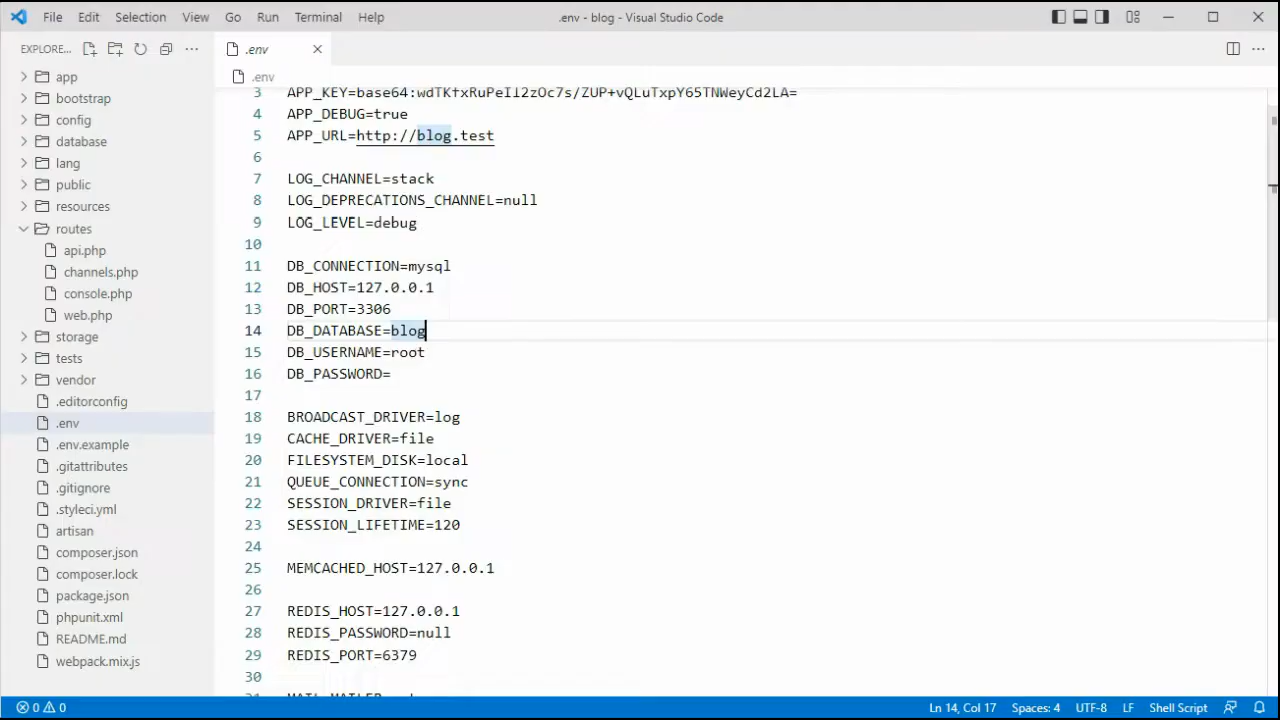 File Edit Selection View Go Run Terminal Help .env - blog - Visual Studio Code
EXPLORE... ...
.env
.env
app
bootstrap
config
database
lang
public
resources
routes
api.php
channels.php
console.php
web.php
storage
tests
vendor
.editorconfig
.env
.env.example
.gitattributes
.gitignore
.styleci.yml
artisan
composer.json
composer.lock
package.json
phpunit.xml
README.md
webpack.mix.js
3 APP_KEY=base64:wdTKfxRuPeIl2zOc7s/ZUP+vQLuTxpY65TNWeyCd2LA=
4 APP_DEBUG=true
5 APP_URL=http://blog.test
6
7 LOG_CHANNEL=stack
8 LOG_DEPRECATIONS_CHANNEL=null
9 LOG_LEVEL=debug
10
11 DB_CONNECTION=mysql
12 DB_HOST=127.0.0.1
13 DB_PORT=3306
14 DB_DATABASE=blog
15 DB_USERNAME=root
16 DB_PASSWORD=
17
18 BROADCAST_DRIVER=log
19 CACHE_DRIVER=file
20 FILESYSTEM_DISK=local
21 QUEUE_CONNECTION=sync
22 SESSION_DRIVER=file
23 SESSION_LIFETIME=120
24
25 MEMCACHED_HOST=127.0.0.1
26
27 REDIS_HOST=127.0.0.1
28 REDIS_PASSWORD=null
29 REDIS_PORT=6379
30
0 0 Ln 14, Col 17 Spaces: 4 UTF-8 LF Shell Script